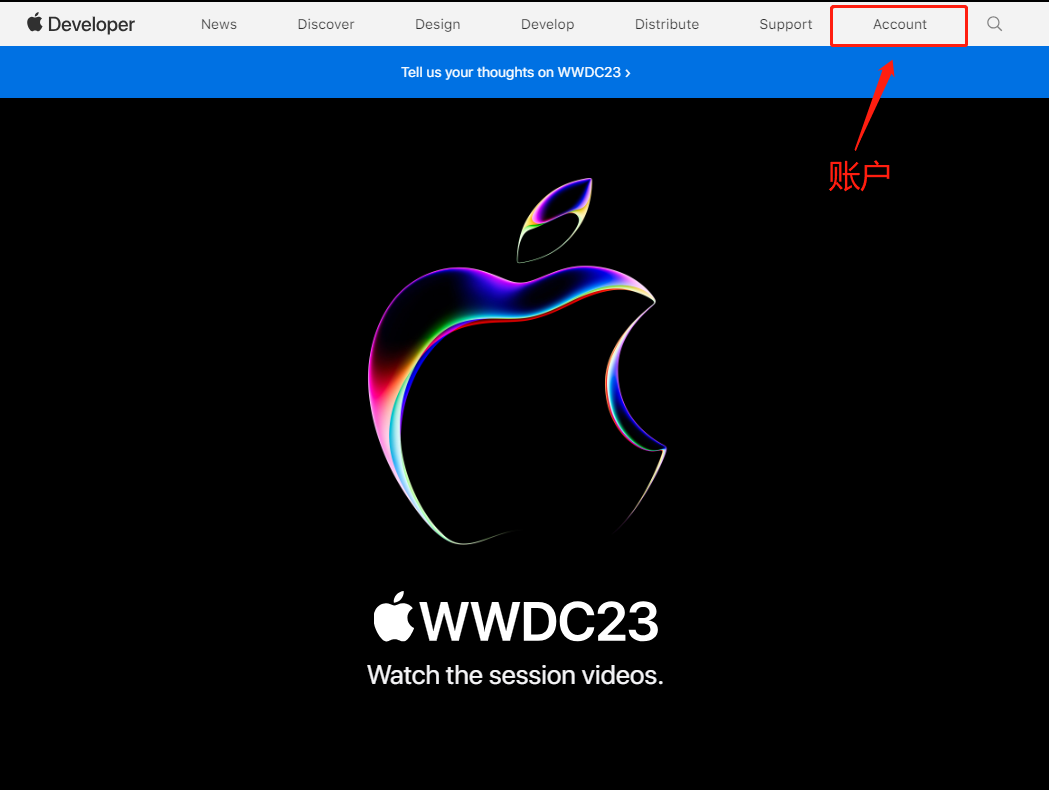 Developer News Discover Design Develop Distribute Support Account
Tell us your thoughts on WWDC23 ›
账户
WWDC23
Watch the session videos.